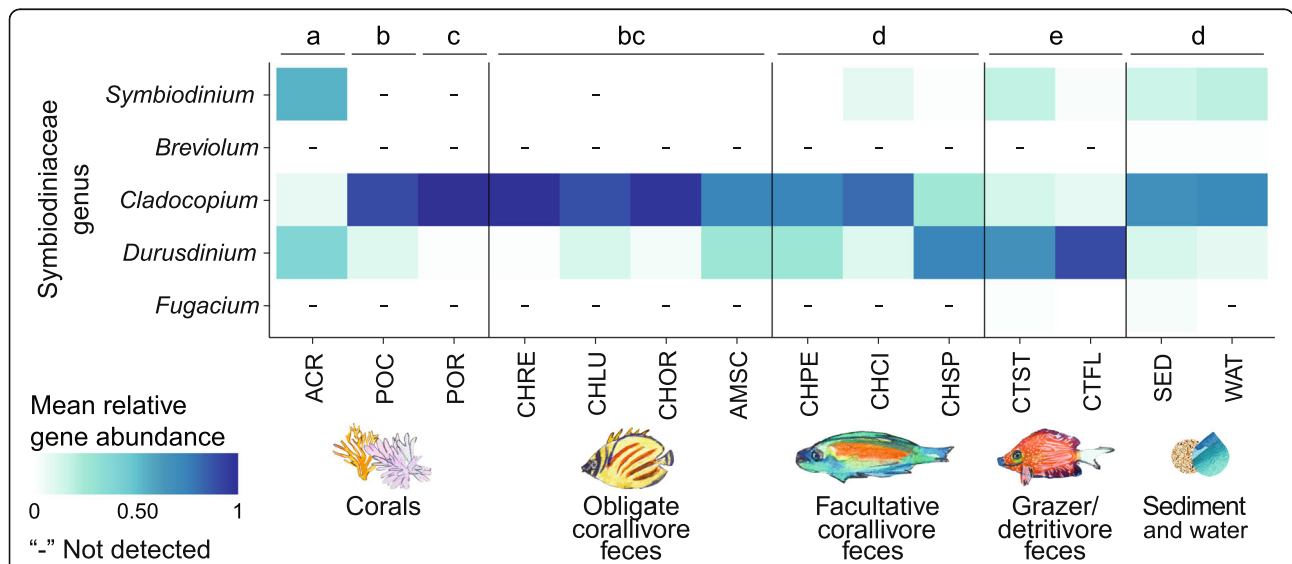 a b c bc d e d
Symbiodiniaceae
genus
Symbiodinium - - -
Breviolum - - - - - - - - - - - -
Cladocopium
Durusdinium
Fugacium - - - - - - - - - - -
ACR POC POR CHRE CHLU CHOR AMSC CHPE CHCI CHSP CTST CTFL SED WAT
Mean relative
gene abundance
0 0.50 1
“-” Not detected
Corals
Obligate
corallivore
feces
Facultative
corallivore
feces
Grazer/
detritivore
feces
Sediment
and water